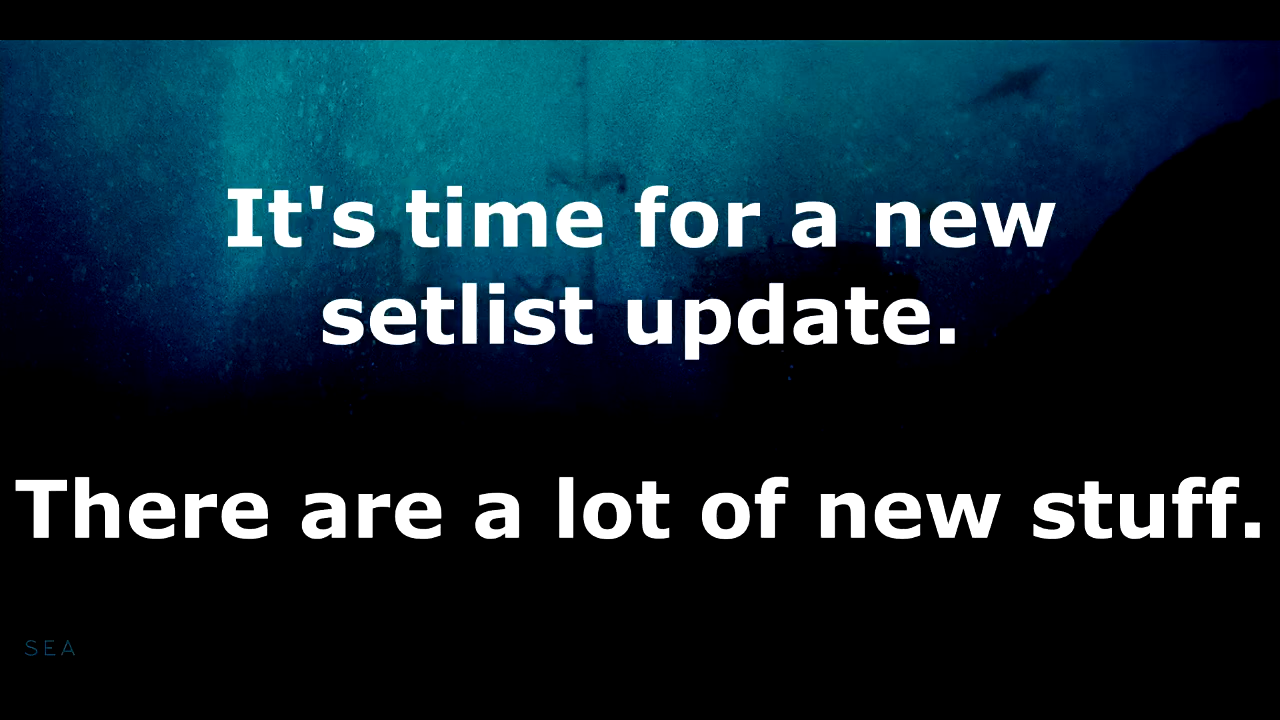 It's time for a new
setlist update.
There are a lot of new stuff.
SEA